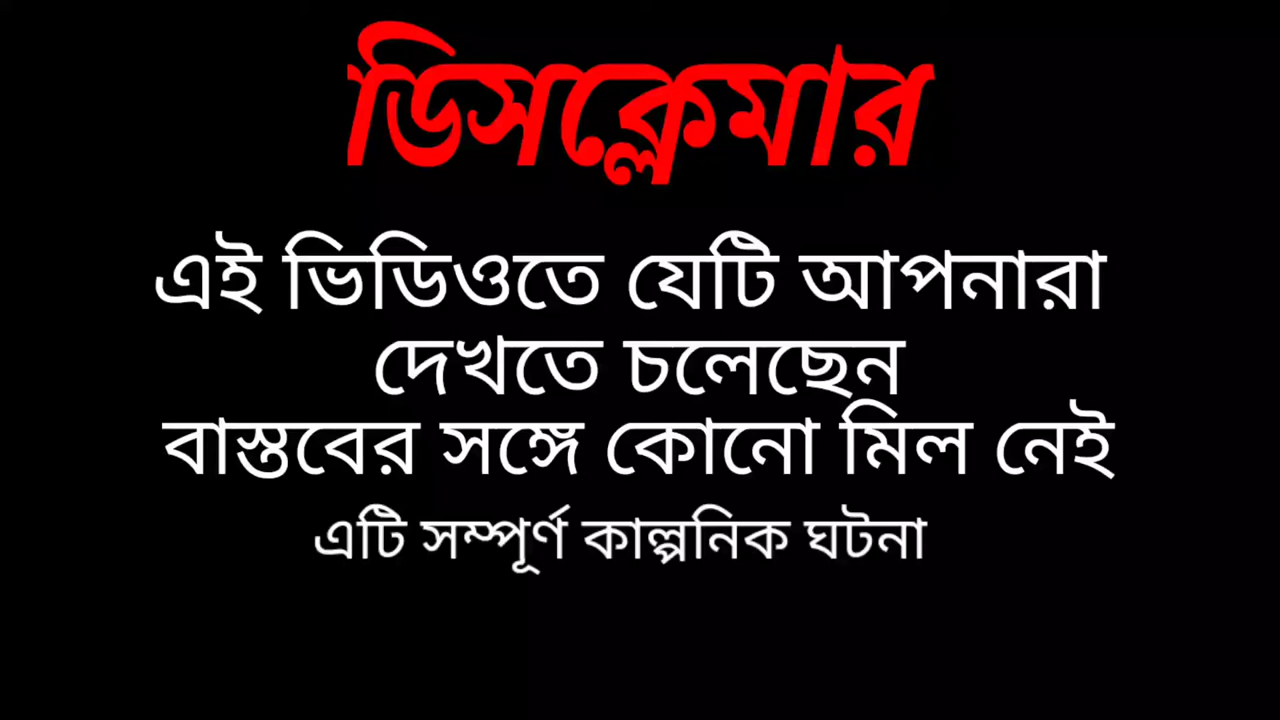 ডিসক্লেমার
এই ভিডিওতে যেটি আপনারা
দেখতে চলেছেন
বাস্তবের সঙ্গে কোনো মিল নেই
এটি সম্পূর্ণ কাল্পনিক ঘটনা